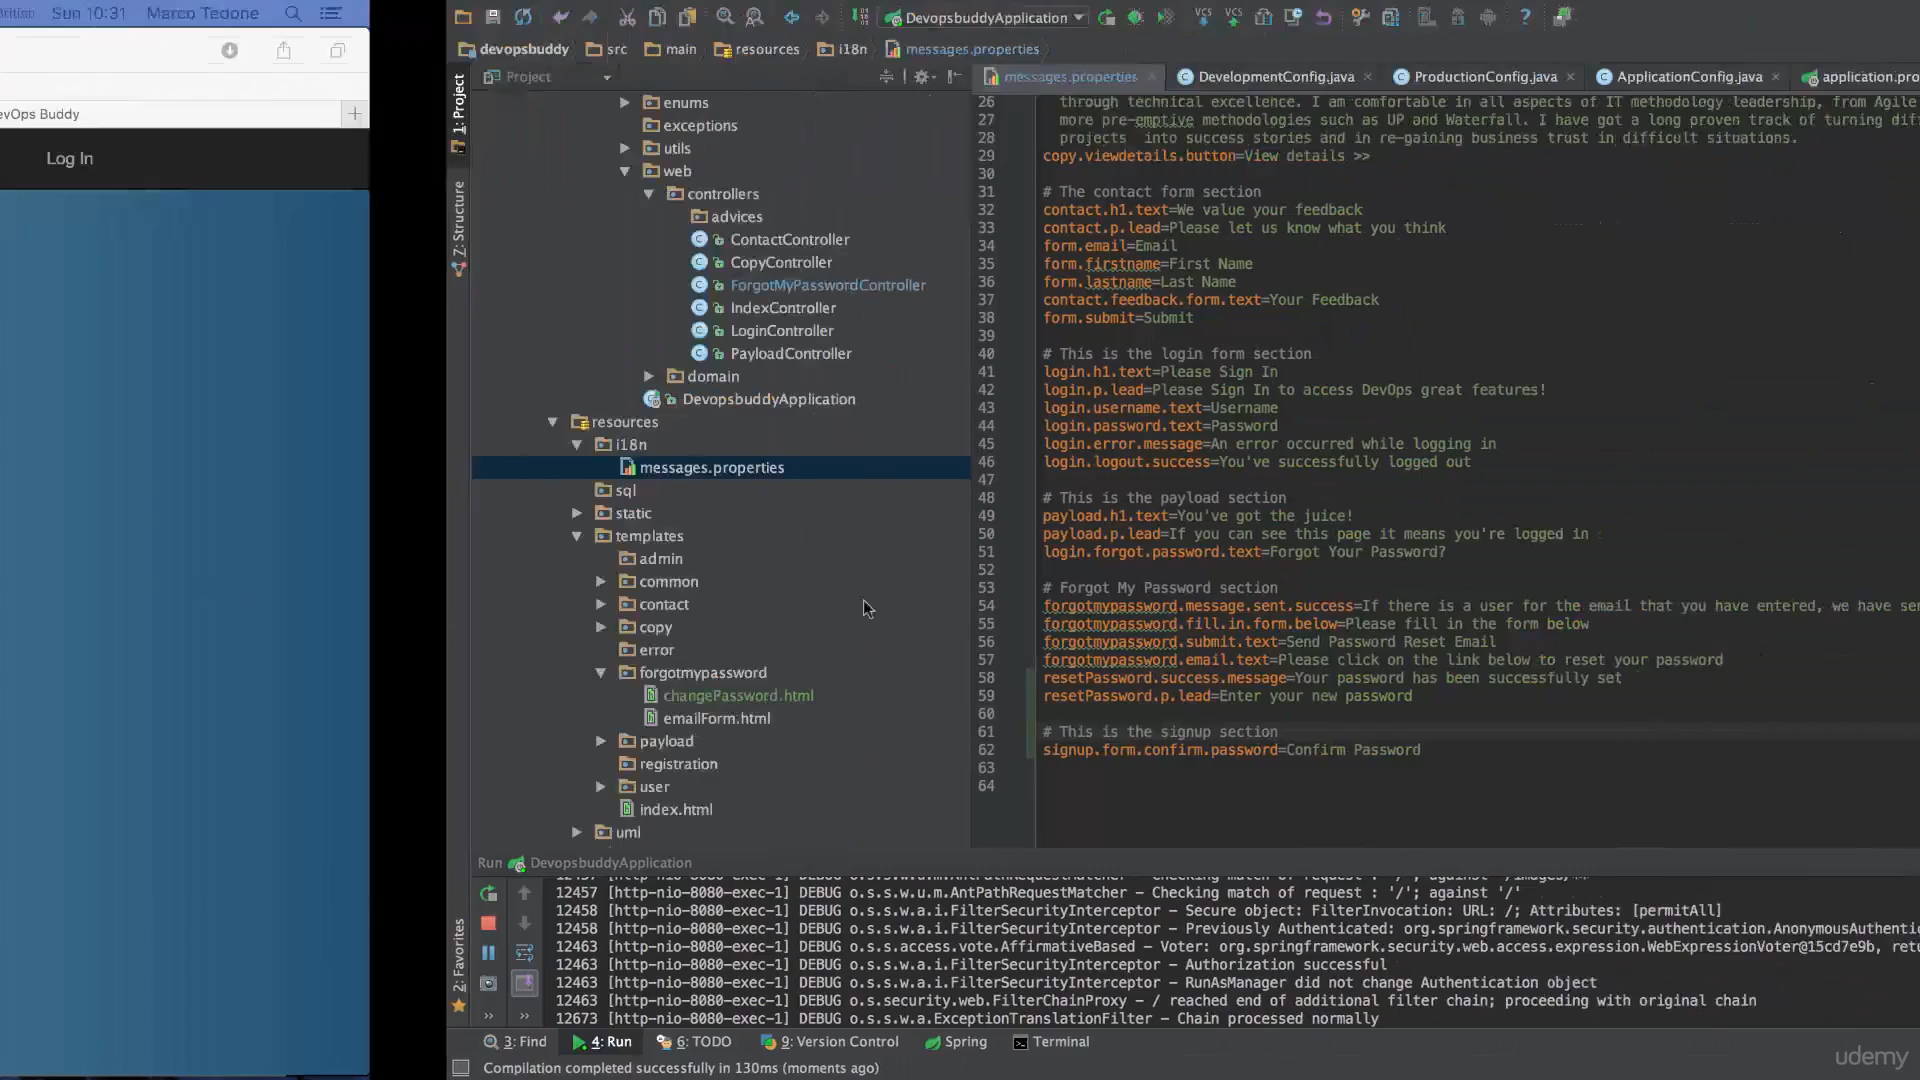 British Sun 10:31 Marco Tedone
evOps Buddy
Log In
DevopsbuddyApplication
devopsbuddy src main resources i18n messages.properties
1: Project
Z: Structure
2: Favorites
Project
messages.properties DevelopmentConfig.java ProductionConfig.java ApplicationConfig.java application.pro
enums
exceptions
utils
web
controllers
advices
ContactController
CopyController
ForgotMyPasswordController
IndexController
LoginController
PayloadController
domain
DevopsbuddyApplication
resources
i18n
messages.properties
sql
static
templates
admin
common
contact
copy
error
forgotmypassword
changePassword.html
emailForm.html
payload
registration
user
index.html
uml
26 through technical excellence. I am comfortable in all aspects of IT methodology leadership, from Agile
27 more pre-emptive methodologies such as UP and Waterfall. I have got a long proven track of turning diff
28 projects into success stories and in re-gaining business trust in difficult situations.
29 copy.viewdetails.button=View details >>
30
31 # The contact form section
32 contact.h1.text=We value your feedback
33 contact.p.lead=Please let us know what you think
34 form.email=Email
35 form.firstname=First Name
36 form.lastname=Last Name
37 contact.feedback.form.text=Your Feedback
38 form.submit=Submit
39
40 # This is the login form section
41 login.h1.text=Please Sign In
42 login.p.lead=Please Sign In to access DevOps great features!
43 login.username.text=Username
44 login.password.text=Password
45 login.error.message=An error occurred while logging in
46 login.logout.success=You've successfully logged out
47
48 # This is the payload section
49 payload.h1.text=You've got the juice!
50 payload.p.lead=If you can see this page it means you're logged in
51 login.forgot.password.text=Forgot Your Password?
52
53 # Forgot My Password section
54 forgotmypassword.message.sent.success=If there is a user for the email that you have entered, we have sen
55 forgotmypassword.fill.in.form.below=Please fill in the form below
56 forgotmypassword.submit.text=Send Password Reset Email
57 forgotmypassword.email.text=Please click on the link below to reset your password
58 resetPassword.success.message=Your password has been successfully set
59 resetPassword.p.lead=Enter your new password
60
61 # This is the signup section
62 signup.form.confirm.password=Confirm Password
63
64
Run DevopsbuddyApplication
12457 [http-nio-8080-exec-1] DEBUG o.s.s.w.u.m.AntPathRequestMatcher – Checking match of request : '/'; against '/images/**'
12457 [http-nio-8080-exec-1] DEBUG o.s.s.w.u.m.AntPathRequestMatcher – Checking match of request : '/'; against '/'
12458 [http-nio-8080-exec-1] DEBUG o.s.s.w.a.i.FilterSecurityInterceptor – Secure object: FilterInvocation: URL: /; Attributes: [permitAll]
12458 [http-nio-8080-exec-1] DEBUG o.s.s.w.a.i.FilterSecurityInterceptor – Previously Authenticated: org.springframework.security.authentication.AnonymousAuthenti
12463 [http-nio-8080-exec-1] DEBUG o.s.s.access.vote.AffirmativeBased – Voter: org.springframework.security.web.access.expression.WebExpressionVoter@15cd7e9b, retu
12463 [http-nio-8080-exec-1] DEBUG o.s.s.w.a.i.FilterSecurityInterceptor – Authorization successful
12463 [http-nio-8080-exec-1] DEBUG o.s.s.w.a.i.FilterSecurityInterceptor – RunAsManager did not change Authentication object
12463 [http-nio-8080-exec-1] DEBUG o.s.security.web.FilterChainProxy – / reached end of additional filter chain; proceeding with original chain
12673 [http-nio-8080-exec-1] DEBUG o.s.s.w.a.ExceptionTranslationFilter – Chain processed normally
3: Find 4: Run 6: TODO 9: Version Control Spring Terminal
Compilation completed successfully in 130ms (moments ago)
udemy